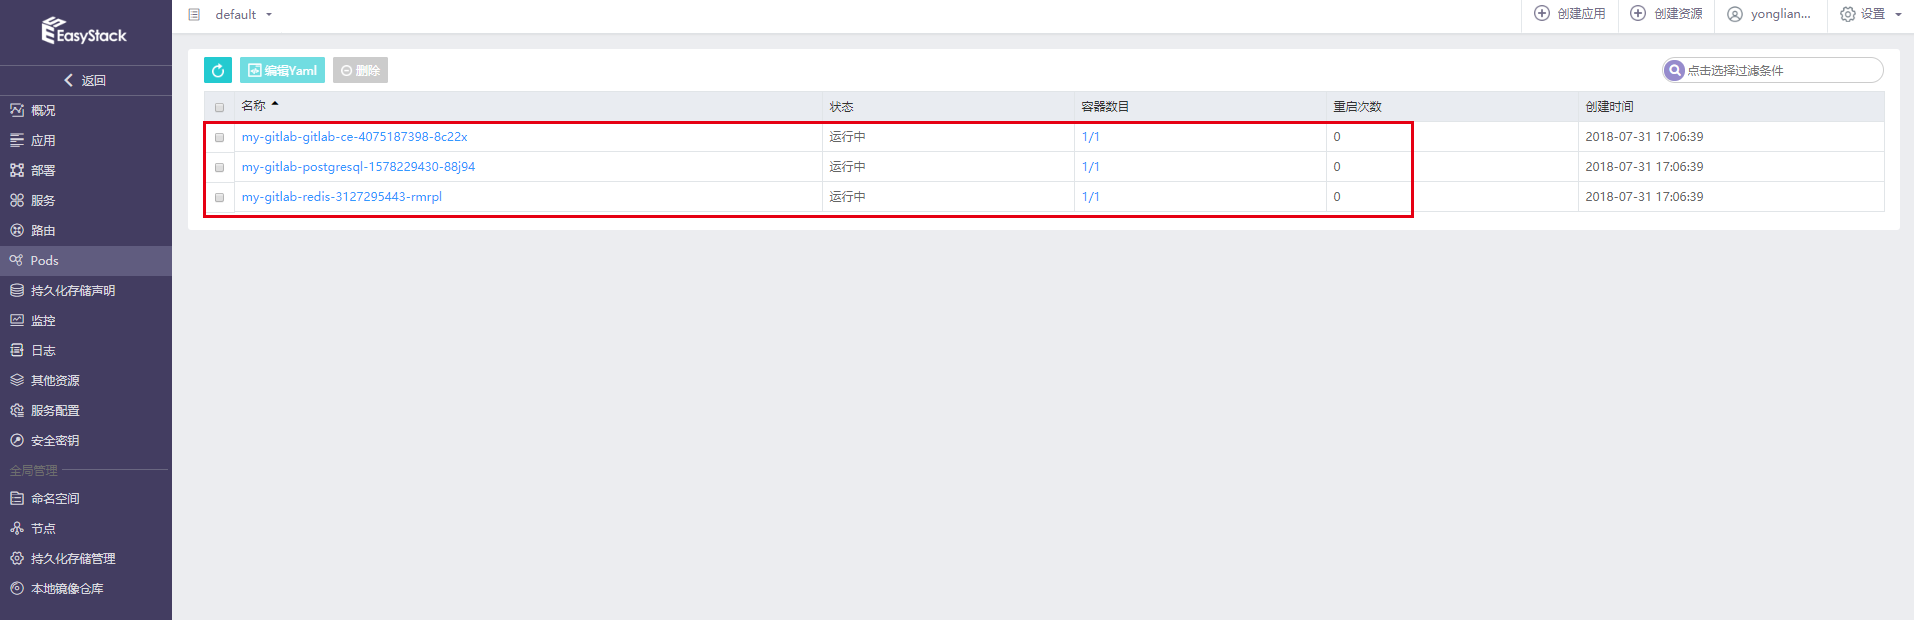 EasyStack
default
创建应用
创建资源
yonglian...
设置
返回
概况
应用
部署
服务
路由
Pods
持久化存储声明
监控
日志
其他资源
服务配置
安全密钥
全局管理
命名空间
节点
持久化存储管理
本地镜像仓库
编辑Yaml
删除
点击选择过滤条件
名称 状态 容器数目 重启次数 创建时间
my-gitlab-gitlab-ce-4075187398-8c22x 运行中 1/1 0 2018-07-31 17:06:39
my-gitlab-postgresql-1578229430-88j94 运行中 1/1 0 2018-07-31 17:06:39
my-gitlab-redis-3127295443-rmrpl 运行中 1/1 0 2018-07-31 17:06:39